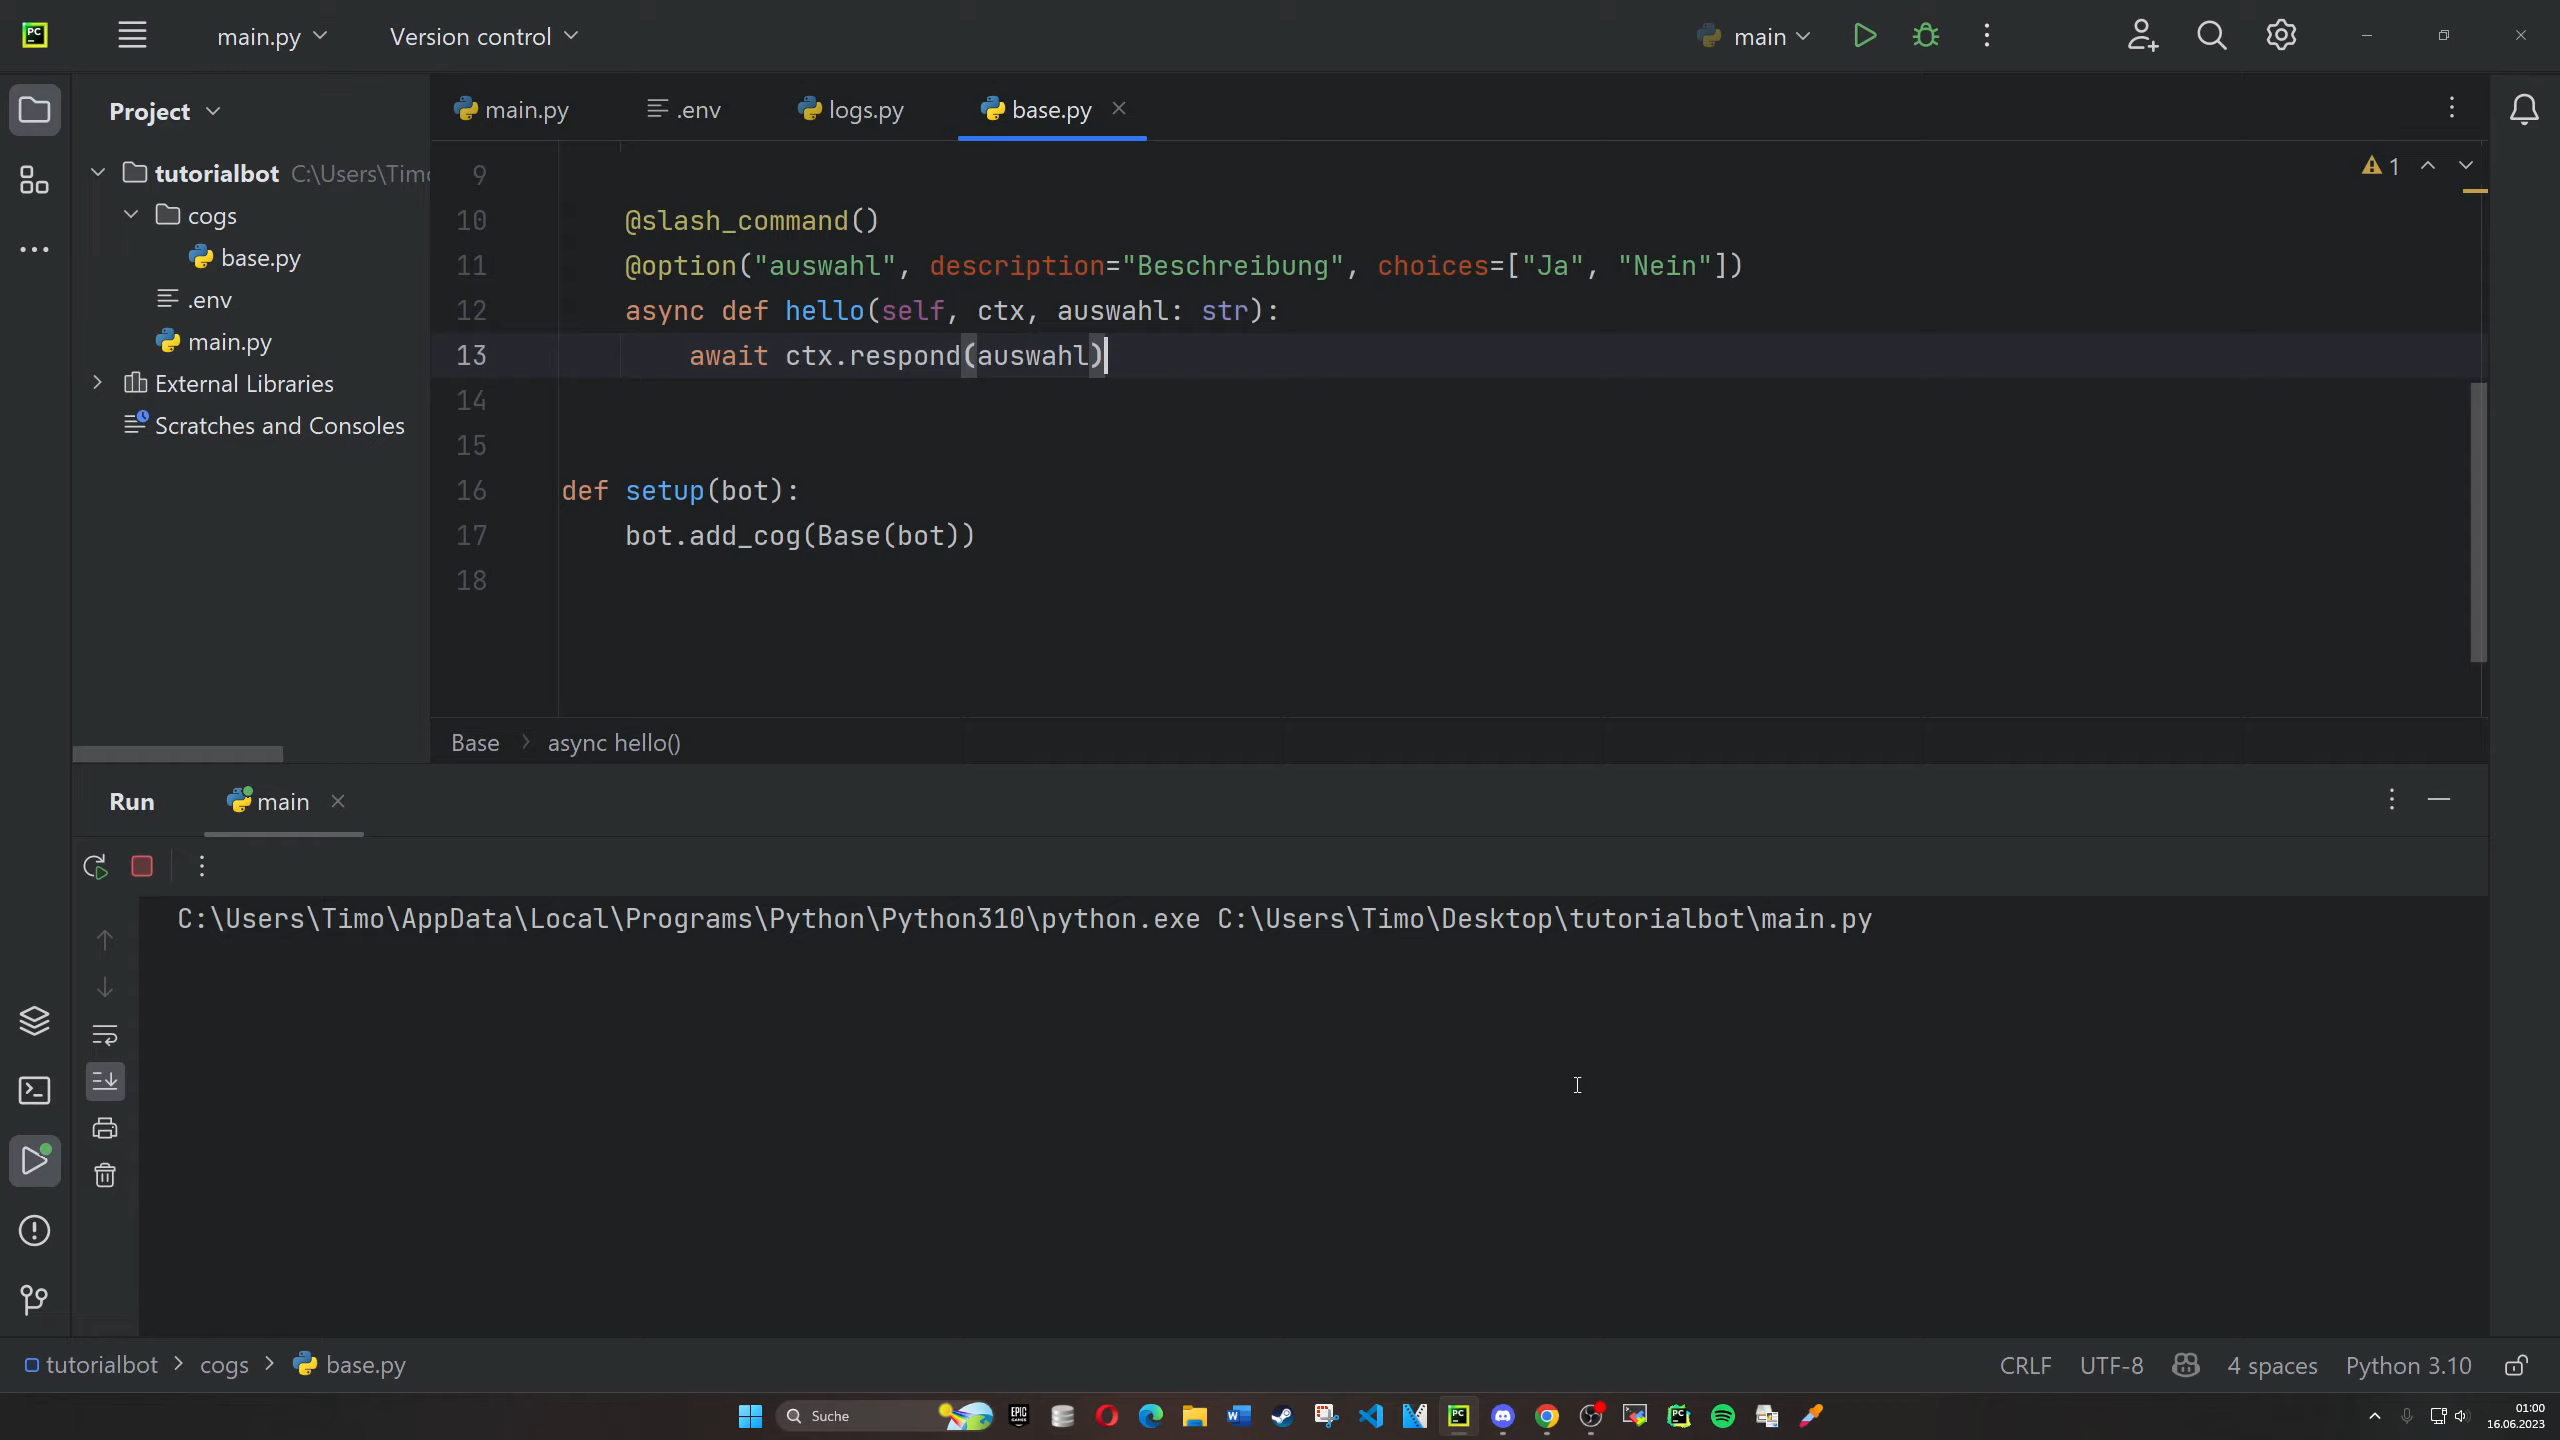 PC
main.py
Version control
main
Project
main.py
.env
logs.py
base.py
tutorialbot C:\Users\Tim
cogs
base.py
.env
main.py
External Libraries
Scratches and Consoles
1
9
10 @slash_command()
11 @option("auswahl", description="Beschreibung", choices=["Ja", "Nein"])
12 async def hello(self, ctx, auswahl: str):
13 await ctx.respond(auswahl)
14
15
16 def setup(bot):
17 bot.add_cog(Base(bot))
18
Base > async hello()
Run
main
C:\Users\Timo\AppData\Local\Programs\Python\Python310\python.exe C:\Users\Timo\Desktop\tutorialbot\main.py
tutorialbot > cogs > base.py
CRLF UTF-8 4 spaces Python 3.10
Suche
EPIC GAMES
PC
01:00
16.06.2023